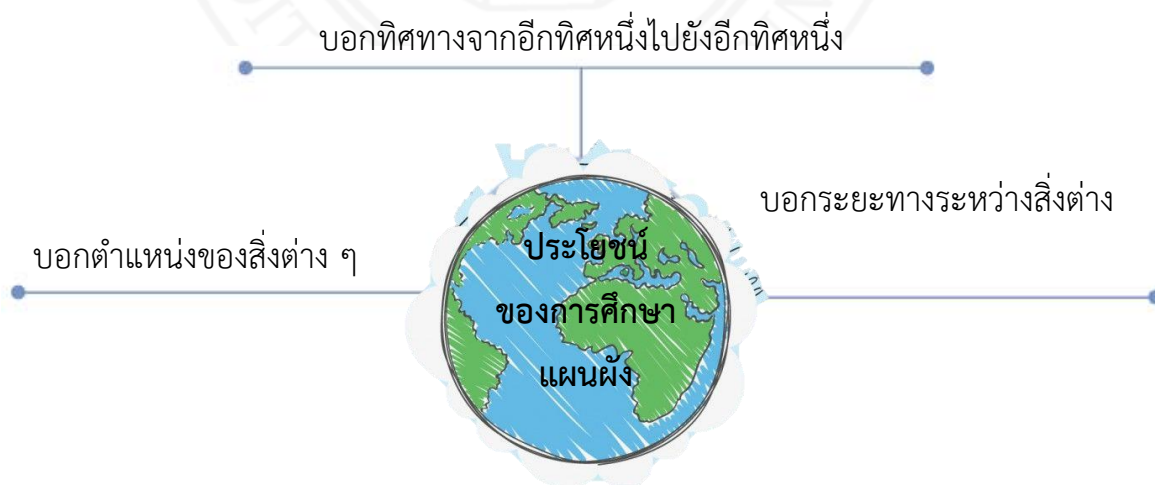 บอกทิศทางจากอีกทิศหนึ่งไปยังอีกทิศหนึ่ง
บอกระยะทางระหว่างสิ่งต่าง
บอกตำแหน่งของสิ่งต่าง ๆ
ประโยชน์
ของการศึกษา
แผนผัง